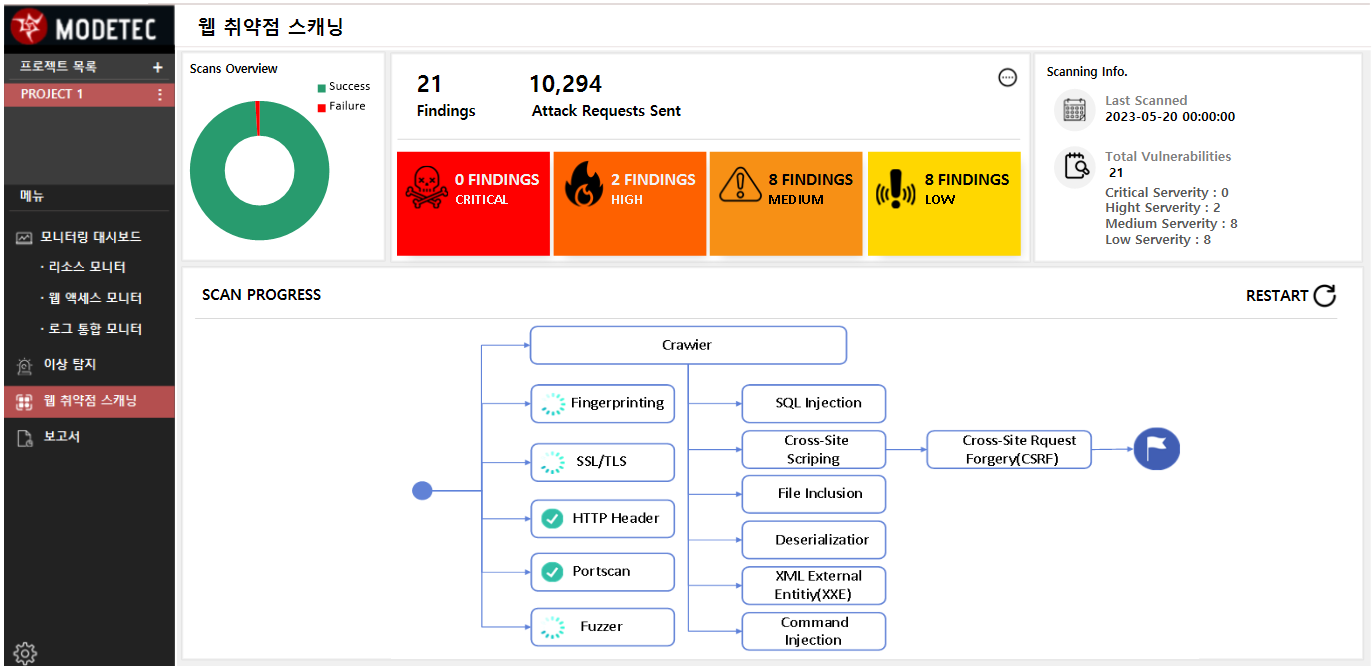 MODETEC
프로젝트 목록 +
PROJECT 1
메뉴
모니터링 대시보드
· 리소스 모니터
· 웹 액세스 모니터
· 로그 통합 모니터
이상 탐지
웹 취약점 스캐닝
보고서
웹 취약점 스캐닝
Scans Overview
Success
Failure
21
Findings
10,294
Attack Requests Sent
0 FINDINGS
CRITICAL
2 FINDINGS
HIGH
8 FINDINGS
MEDIUM
8 FINDINGS
LOW
Scanning Info.
Last Scanned
2023-05-20 00:00:00
Total Vulnerabilities
21
Critical Serverity : 0
Hight Serverity : 2
Medium Serverity : 8
Low Serverity : 8
SCAN PROGRESS
RESTART
Crawier
Fingerprinting
SSL/TLS
HTTP Header
Portscan
Fuzzer
SQL Injection
Cross-Site
Scriping
File Inclusion
Deserializatior
XML External
Entitiy(XXE)
Command
Injection
Cross-Site Rquest
Forgery(CSRF)